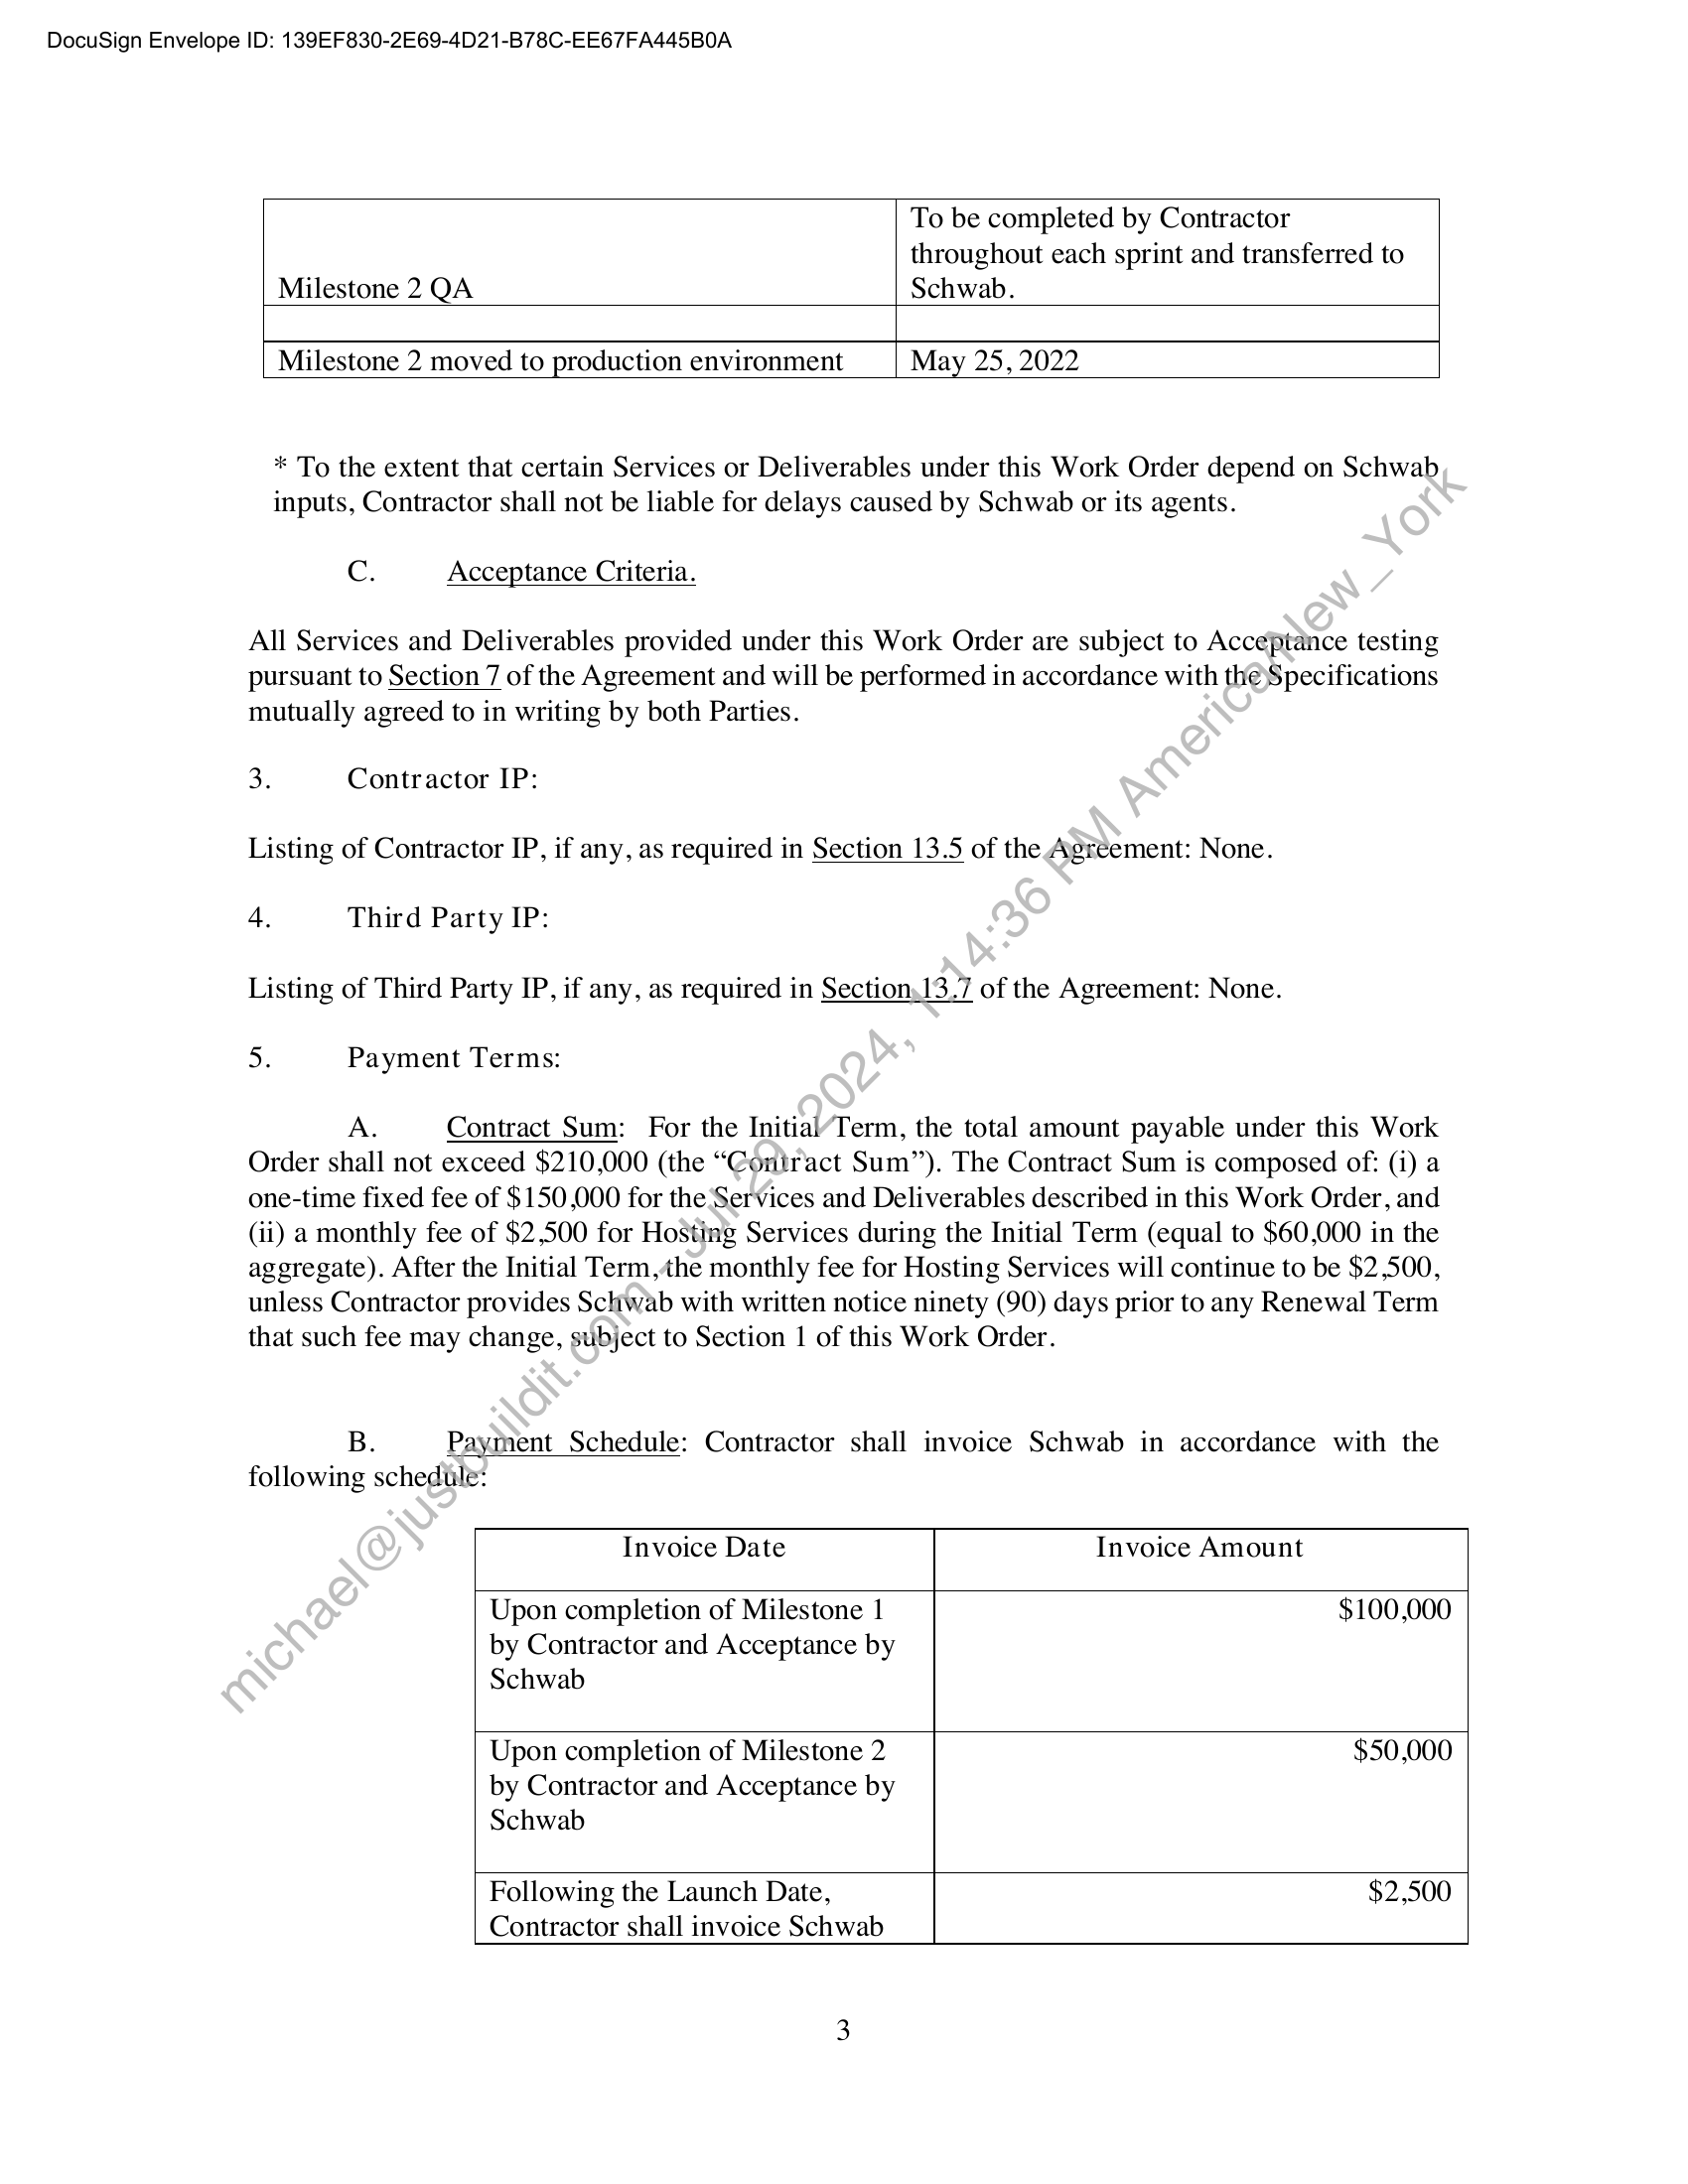 DocuSign Envelope ID: 139EF830-2E69-4D21-B78C-EE67FA445B0A
To be completed by Contractor
throughout each sprint and transferred to
Milestone 2 QA Schwab.
Milestone 2 moved to production environment May 25, 2022
* To the extent that certain Services or Deliverables under this Work Order depend on Schwab
inputs, Contractor shall not be liable for delays caused by Schwab or its agents.
C. Acceptance Criteria.
All Services and Deliverables provided under this Work Order are subject to Acceptance testing
pursuant to Section 7 of the Agreement and will be performed in accordance with the Specifications
mutually agreed to in writing by both Parties.
3. Contractor IP:
Listing of Contractor IP, if any, as required in Section 13.5 of the Agreement: None.
4. Third Party IP:
Listing of Third Party IP, if any, as required in Section 13.7 of the Agreement: None.
5. Payment Terms:
A. Contract Sum: For the Initial Term, the total amount payable under this Work
Order shall not exceed $210,000 (the “Contract Sum”). The Contract Sum is composed of: (i) a
one-time fixed fee of $150,000 for the Services and Deliverables described in this Work Order, and
(ii) a monthly fee of $2,500 for Hosting Services during the Initial Term (equal to $60,000 in the
aggregate). After the Initial Term, the monthly fee for Hosting Services will continue to be $2,500,
unless Contractor provides Schwab with written notice ninety (90) days prior to any Renewal Term
that such fee may change, subject to Section 1 of this Work Order.
B. Payment Schedule: Contractor shall invoice Schwab in accordance with the
following schedule:
Invoice Date Invoice Amount
Upon completion of Milestone 1 $100,000
by Contractor and Acceptance by
Schwab
Upon completion of Milestone 2 $50,000
by Contractor and Acceptance by
Schwab
Following the Launch Date, $2,500
Contractor shall invoice Schwab
3
michael@justbuildit.com - Jul 29, 2024, 1:14:36 PM America/New_York